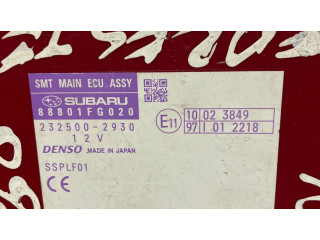 SMT MAIN ECU ASSY
SUBARU
88801FG020
232500-2930
12V
DENSO MADE IN JAPAN
SSPLF01
CE
E11
10 02 3849
97 I 01 2218